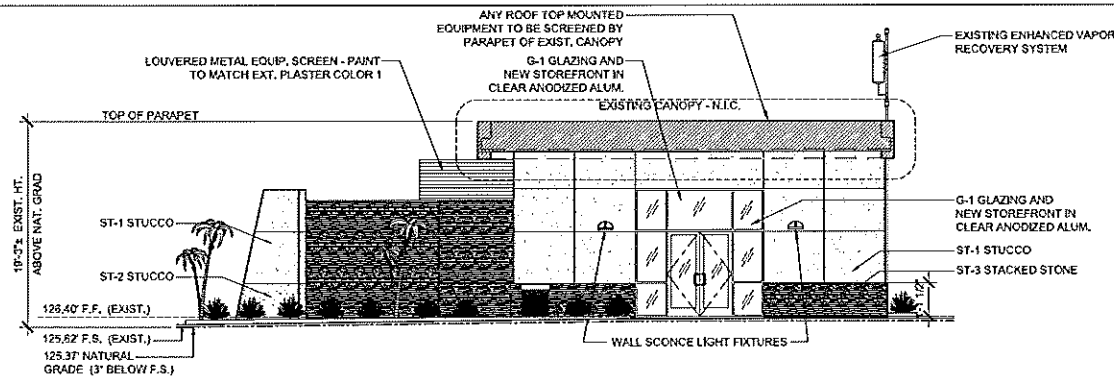 ANY ROOF TOP MOUNTED
EQUIPMENT TO BE SCREENED BY
PARAPET OF EXIST. CANOPY
EXISTING ENHANCED VAPOR
RECOVERY SYSTEM
LOUVERED METAL EQUIP. SCREEN - PAINT
TO MATCH EXT. PLASTER COLOR 1
G-1 GLAZING AND
NEW STOREFRONT IN
CLEAR ANODIZED ALUM.
EXISTING CANOPY - N.I.C.
TOP OF PARAPET
19'-3"± EXIST. HT.
ABOVE NAT. GRAD
ST-1 STUCCO
ST-2 STUCCO
G-1 GLAZING AND
NEW STOREFRONT IN
CLEAR ANODIZED ALUM.
ST-1 STUCCO
ST-3 STACKED STONE
126.40' F.F. (EXIST.)
125.62' F.S. (EXIST.)
125.37' NATURAL
GRADE (3" BELOW F.S.)
WALL SCONCE LIGHT FIXTURES